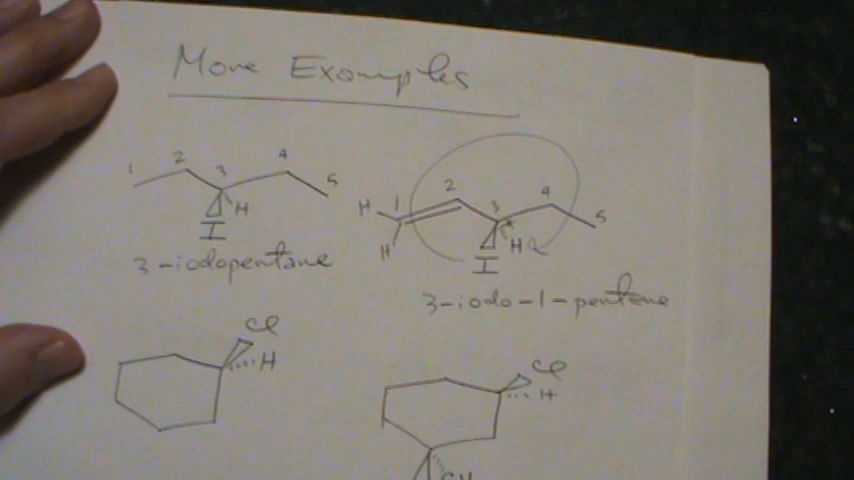 More Examples
1 2 3 4 5
H
I
3-iodopentane
H 1 2 3 4 5
H
H
I
3-iodo-1-pentene
Cl
H
Cl
H